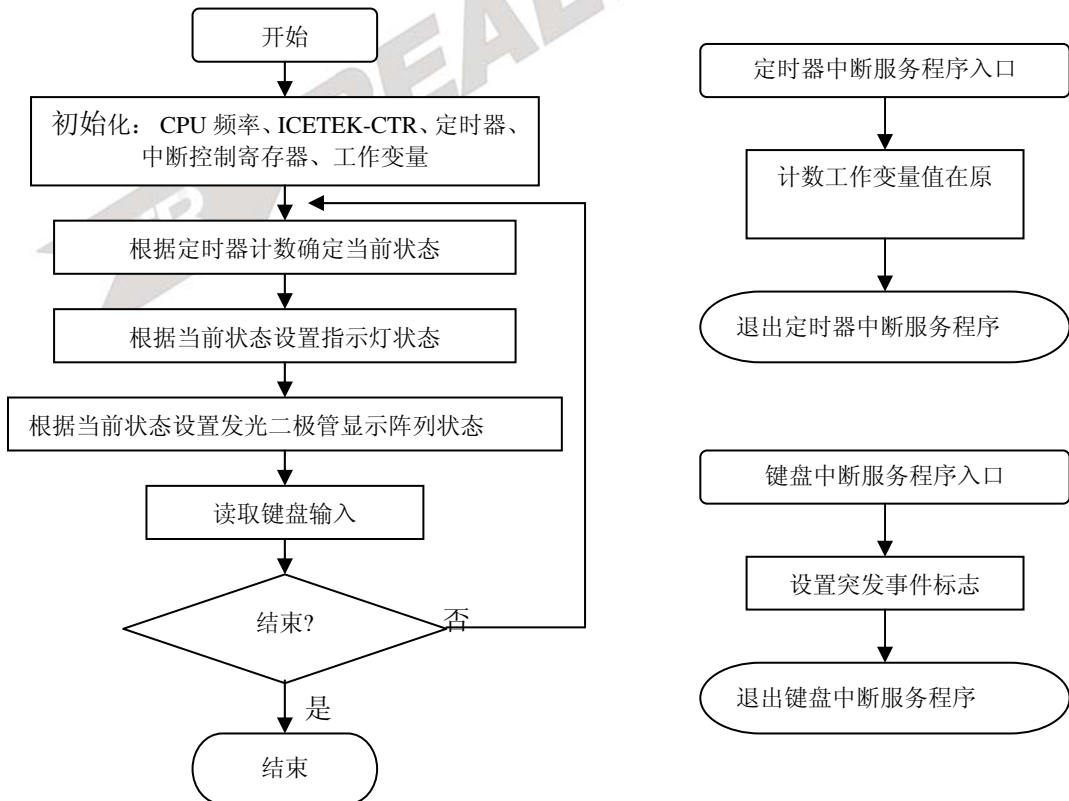 开始
初始化： CPU 频率、ICETEK-CTR、定时器、
中断控制寄存器、工作变量
根据定时器计数确定当前状态
根据当前状态设置指示灯状态
根据当前状态设置发光二极管显示阵列状态
读取键盘输入
结束?
否
是
结束
定时器中断服务程序入口
计数工作变量值在原
退出定时器中断服务程序
键盘中断服务程序入口
设置突发事件标志
退出键盘中断服务程序